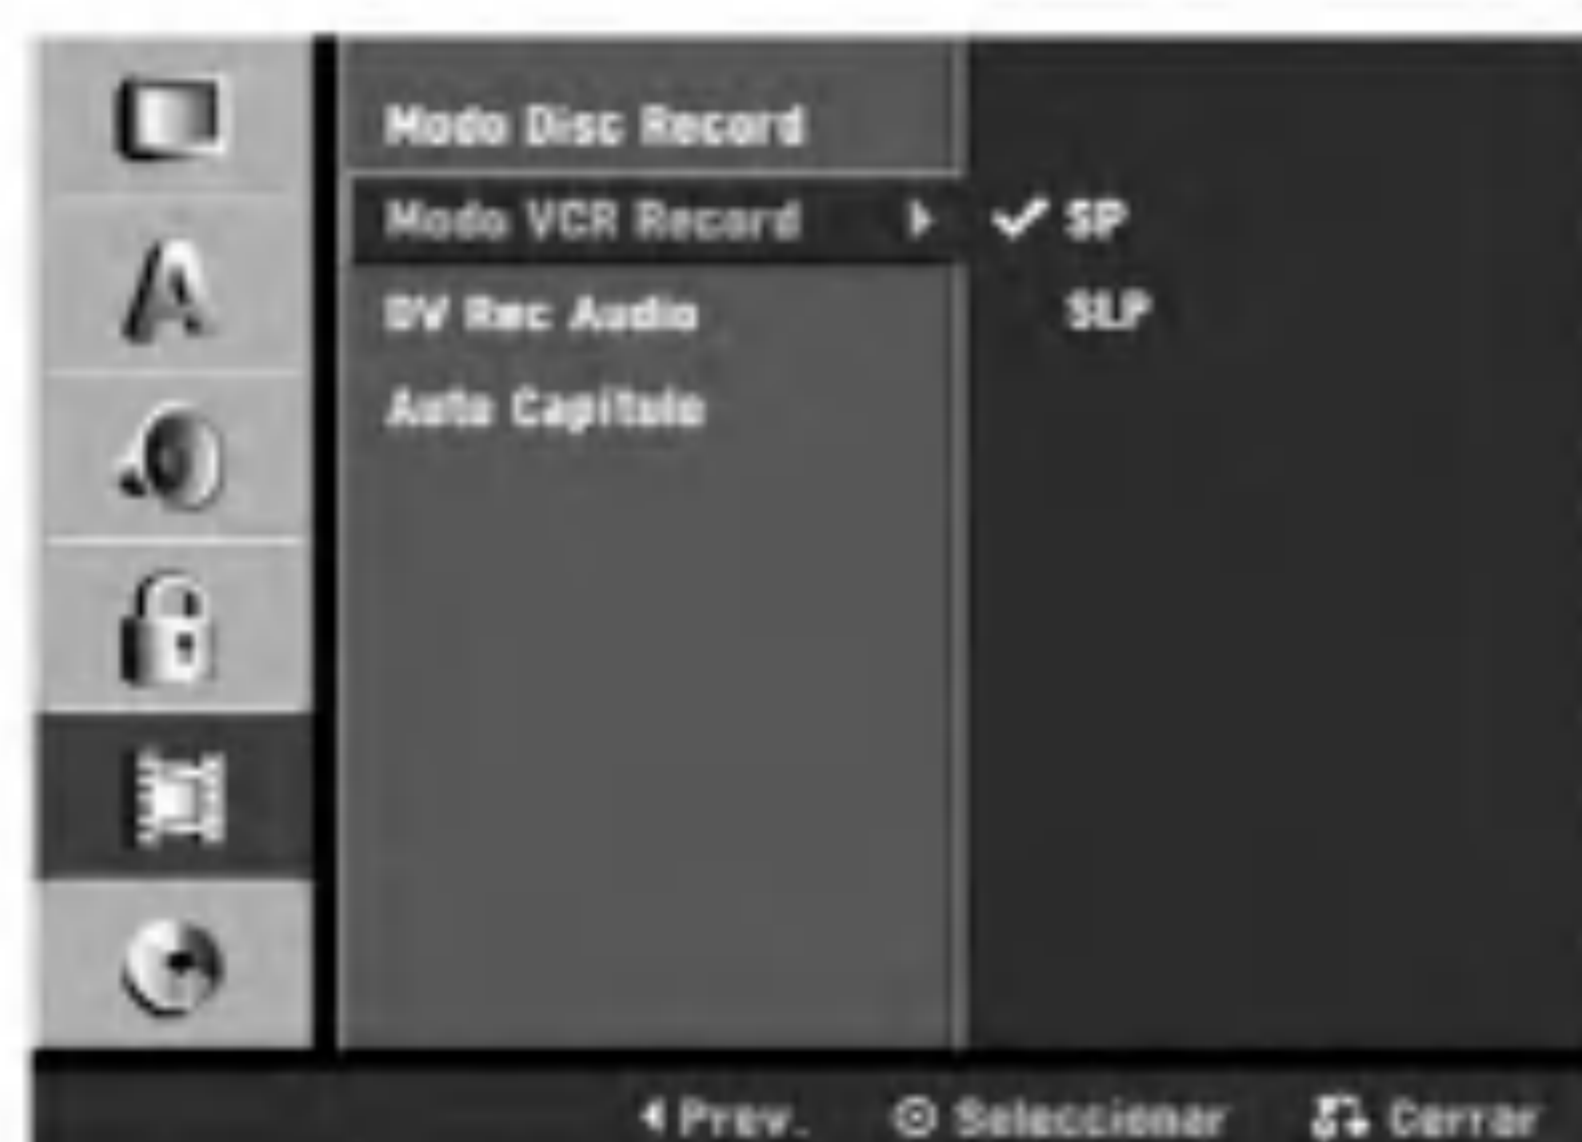 Modo Disc Record
Modo VCR Record SP
SLP
DV Rec Audio
Auto Capítulo
Prev. Seleccionar Cerrar